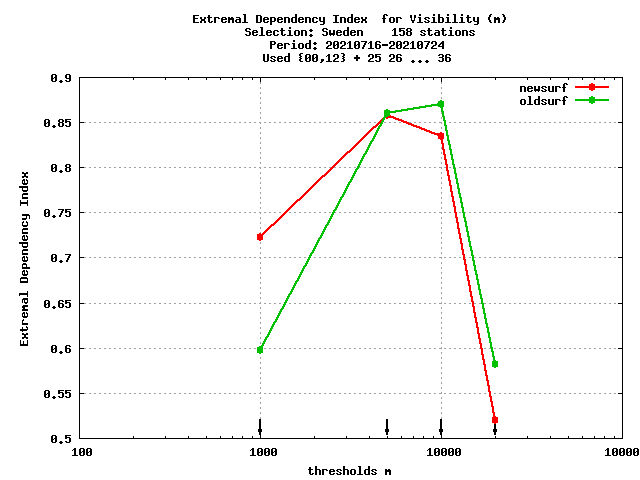 Extremal Dependency Index  for Visibility (m)
Selection: Sweden    158 stations
Period: 20210716-20210724
Used {00,12} + 25 26 ... 36
newsurf
oldsurf
0.9
0.85
0.8
0.75
0.7
0.65
0.6
0.55
0.5
Extremal Dependency Index
100
1000
10000
100000
thresholds m